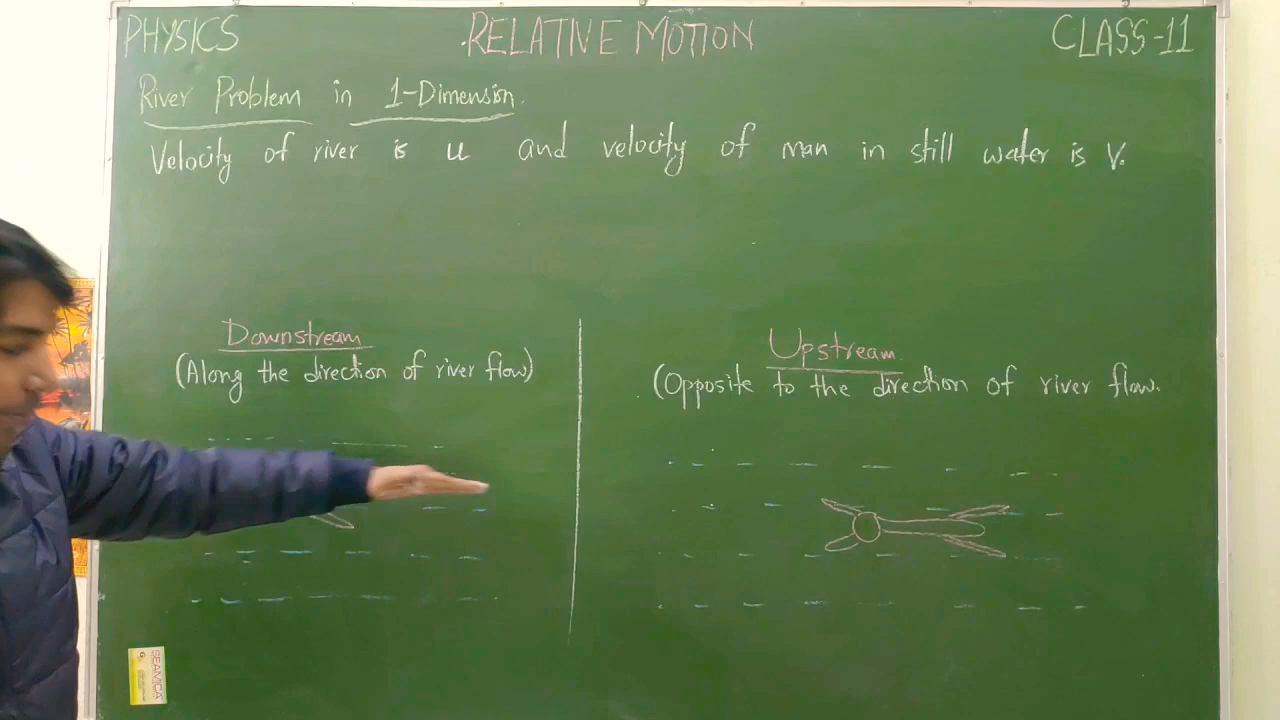 PHYSICS
RELATIVE MOTION
CLASS-11
River Problem in 1-Dimension.
Velocity of river is u and velocity of man in still water is V.
Downstream
(Along the direction of river flow)
Upstream.
(Opposite to the direction of river flow.
SEAMICA